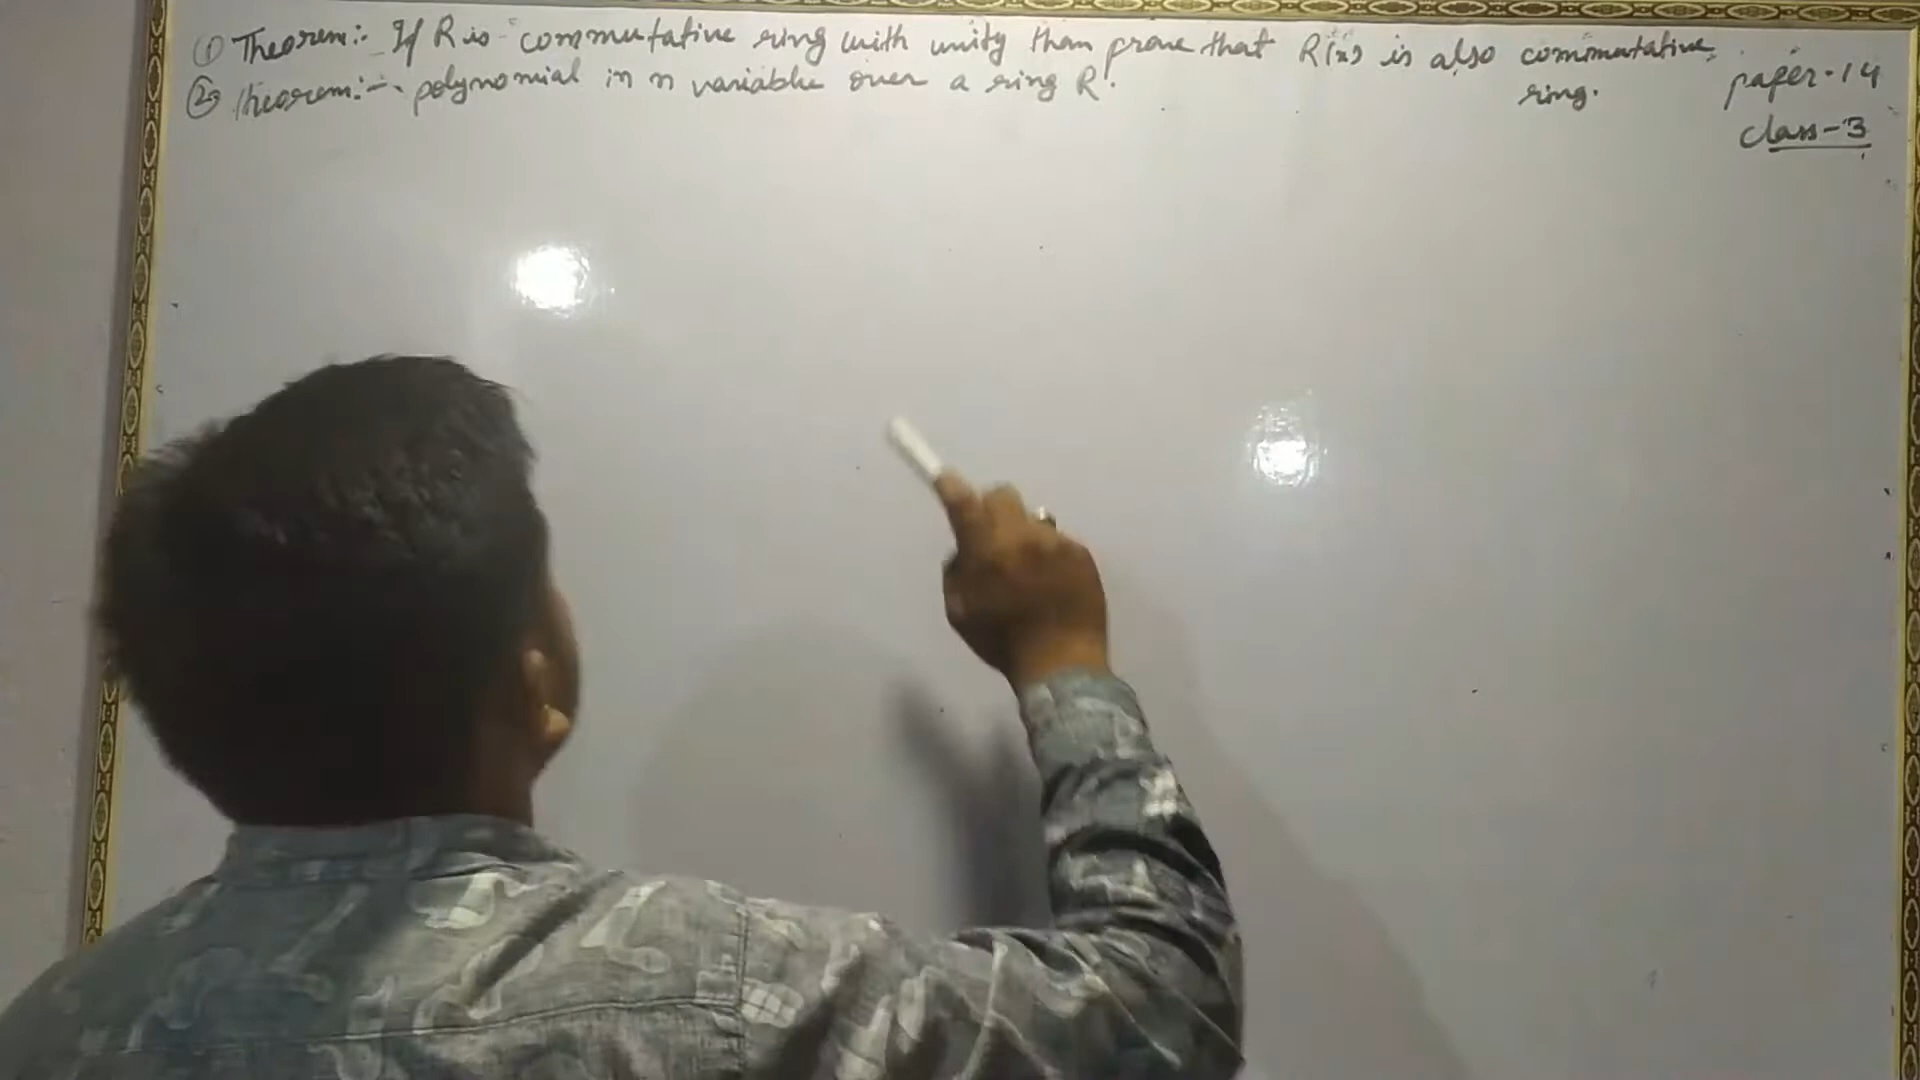 ① Theorem:- If R is commutative ring with unity then prove that R(x) is also commutative
ring.
② Theorem:- polynomial in n variable over a ring R.
paper-14
class-3